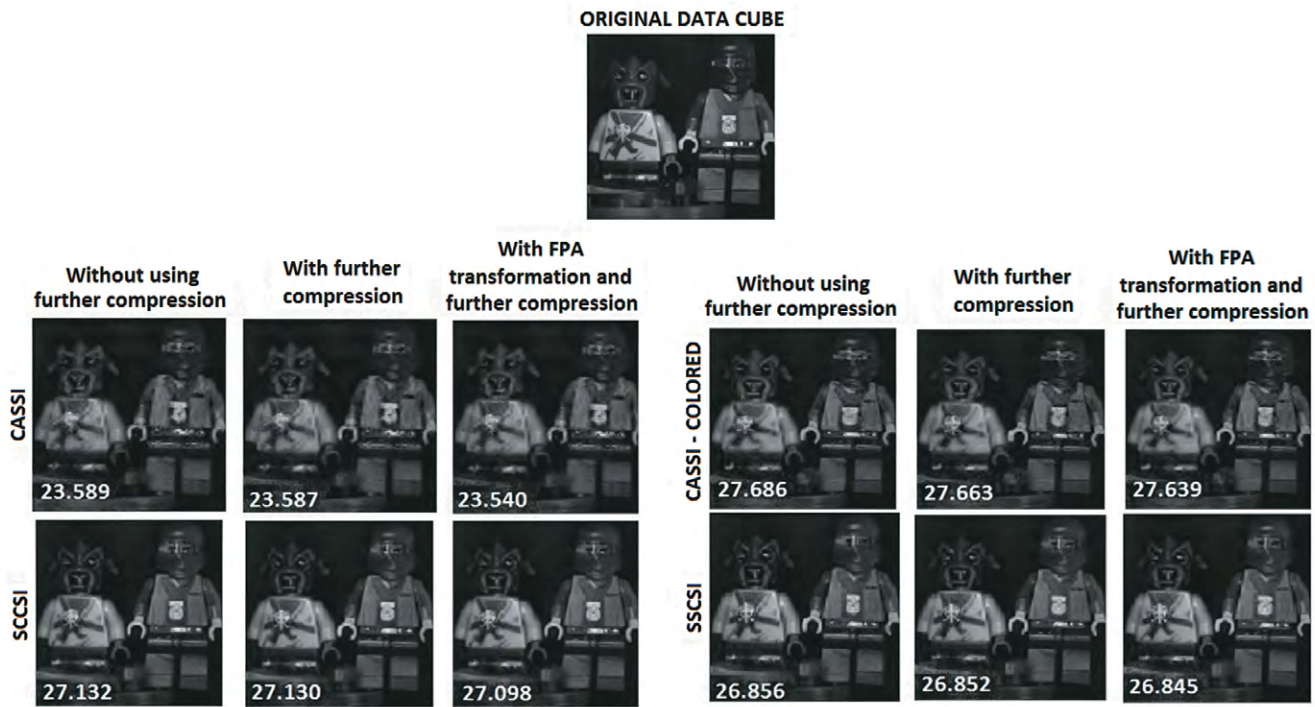 ORIGINAL DATA CUBE
Without using
further compression
With further
compression
With FPA
transformation and
further compression
CASSI
23.589
23.587
23.540
SCCSI
27.132
27.130
27.098
Without using
further compression
With further
compression
With FPA
transformation and
further compression
CASSI - COLORED
27.686
27.663
27.639
SSCSI
26.856
26.852
26.845